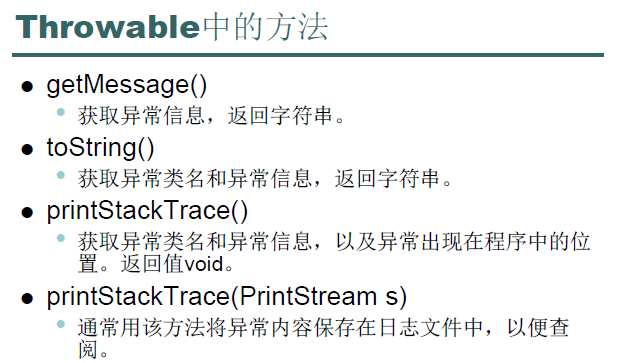 Throwable中的方法
getMessage()
获取异常信息，返回字符串。
toString()
获取异常类名和异常信息，返回字符串。
printStackTrace()
获取异常类名和异常信息，以及异常出现在程序中的位
置。返回值void。
printStackTrace(PrintStream s)
通常用该方法将异常内容保存在日志文件中，以便查
阅。